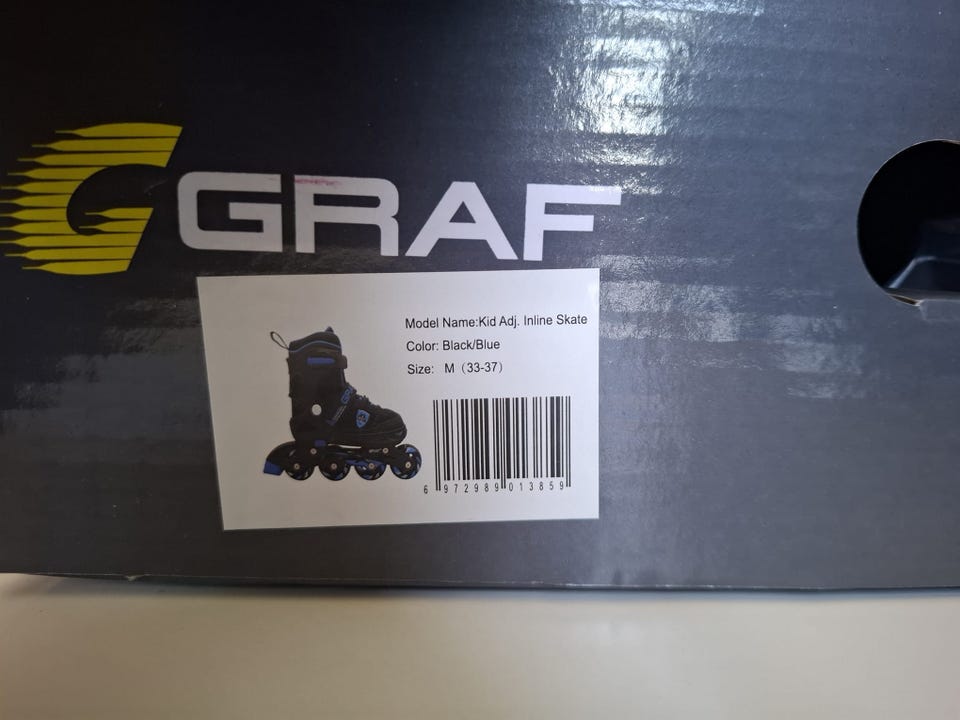 GRAF
Model Name:Kid Adj. Inline Skate
Color: Black/Blue
Size: M (33-37)
6 972989 013859